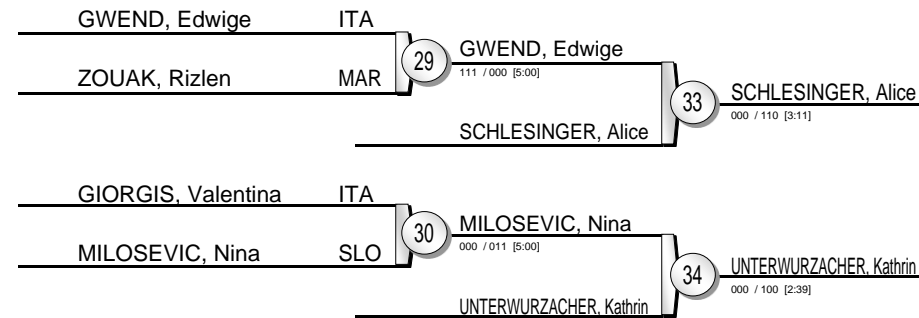 GWEND, Edwige ITA
29
GWEND, Edwige
111 / 000 [5:00]
ZOUAK, Rizlen MAR
33
SCHLESINGER, Alice
000 / 110 [3:11]
SCHLESINGER, Alice
GIORGIS, Valentina ITA
30
MILOSEVIC, Nina
000 / 011 [5:00]
MILOSEVIC, Nina SLO
34
UNTERWURZACHER, Kathrin
000 / 100 [2:39]
UNTERWURZACHER, Kathrin